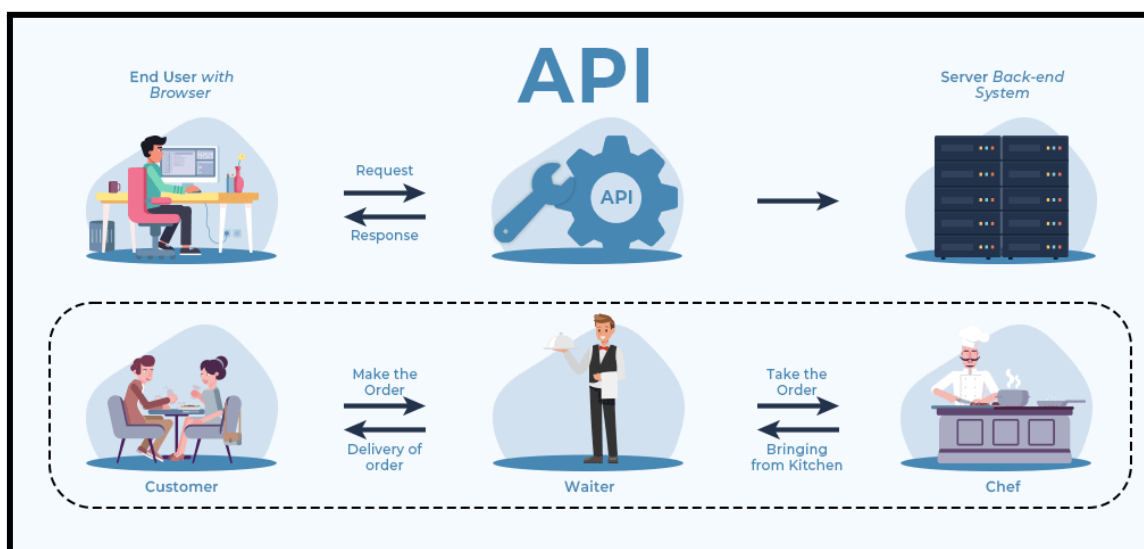 API
End User with
Browser
Server Back-end
System
Request
API
Response
Make the
Order
Take the
Order
Delivery of
order
Bringing
from Kitchen
Customer
Waiter
Chef